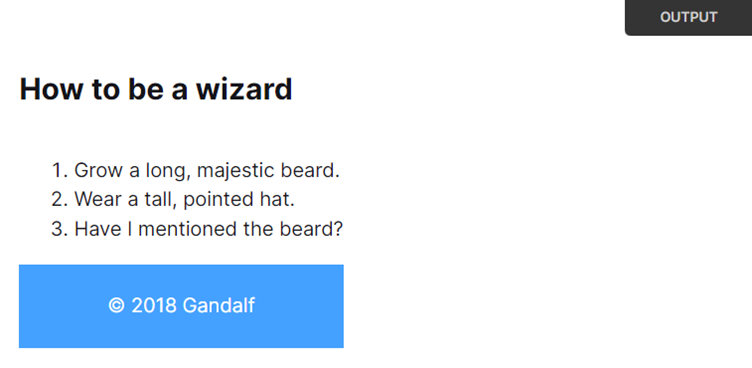 OUTPUT
How to be a wizard
1. Grow a long, majestic beard.
2. Wear a tall, pointed hat.
3. Have I mentioned the beard?
© 2018 Gandalf